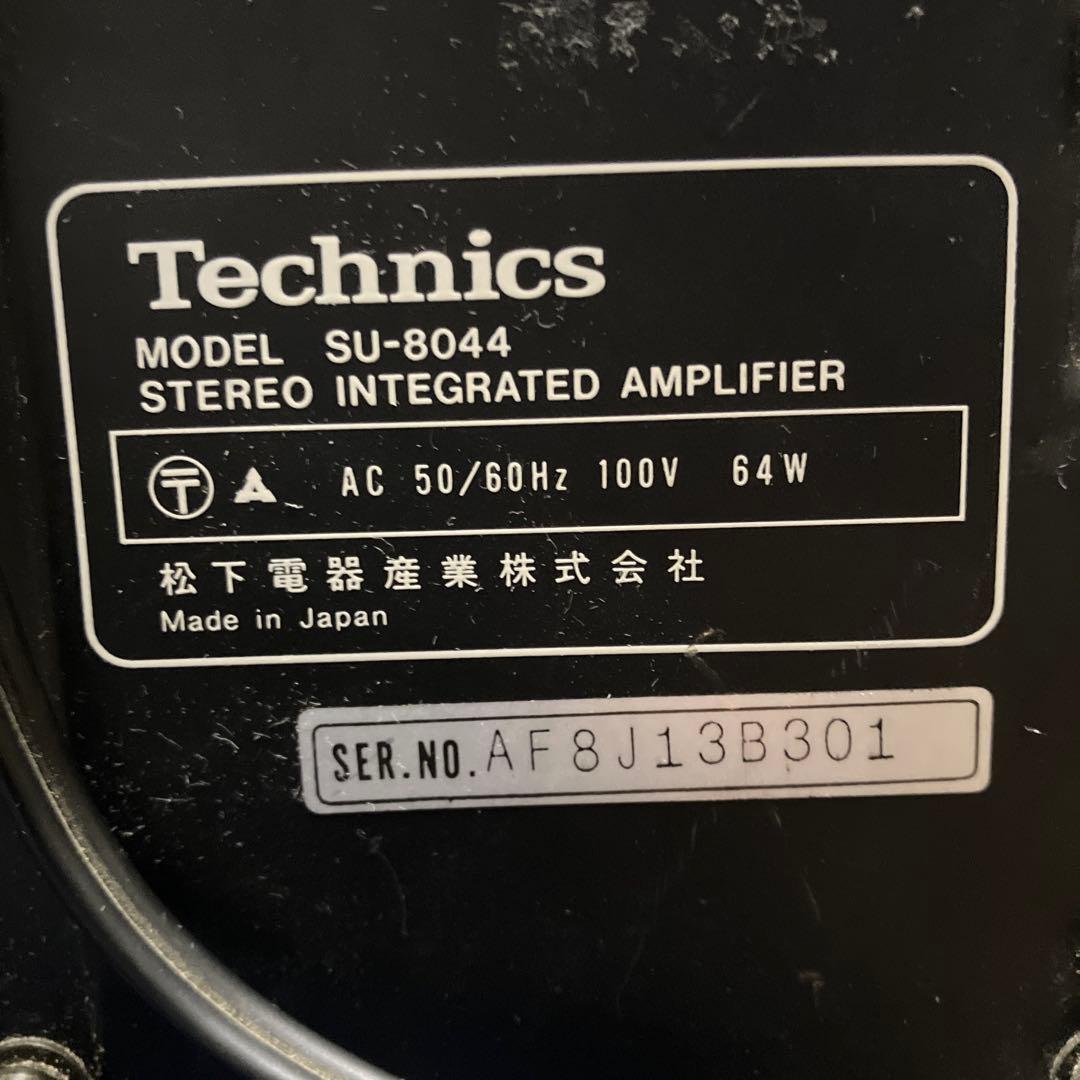 Technics
MODEL SU-8044
STEREO INTEGRATED AMPLIFIER
〶 AC 50/60Hz 100V 64W
松下電器産業株式会社
Made in Japan
SER.NO. AF8J13B301